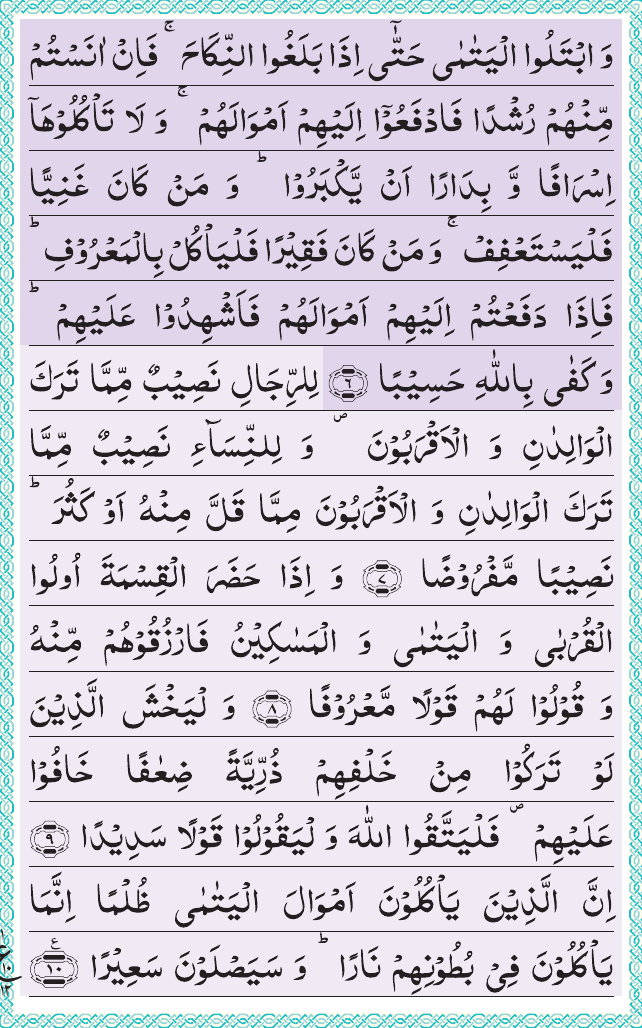 وَ ابۡتَلُوا الۡيَتٰمٰى حَتّٰٓى اِذَا بَلَغُوا النِّكَاحَ‌ ۚ فَاِنۡ اٰنَسۡتُمۡ
مِّنۡهُمۡ رُشۡدًا فَادۡفَعُوۡۤا اِلَيۡهِمۡ اَمۡوَالَهُمۡ‌ ۚ وَ لَا تَاۡكُلُوۡهَاۤ
اِسۡرَافًا وَّ بِدَارًا اَنۡ يَّكۡبَرُوۡا‌ ؕ وَ مَنۡ كَانَ غَنِيًّا
فَلۡيَسۡتَعۡفِفۡ‌ ۚ وَ مَنۡ كَانَ فَقِيۡرًا فَلۡيَاۡكُلۡ بِالۡمَعۡرُوۡفِ‌ ؕ
فَاِذَا دَفَعۡتُمۡ اِلَيۡهِمۡ اَمۡوَالَهُمۡ فَاَشۡهِدُوۡا عَلَيۡهِمۡ‌ ؕ
وَ كَفٰى بِاللّٰهِ حَسِيۡبًا ﴿۶﴾ لِلرِّجَالِ نَصِيۡبٌ مِّمَّا تَرَكَ
الۡوَالِدٰنِ وَ الۡاَقۡرَبُوۡنَ ۖ وَ لِلنِّسَآءِ نَصِيۡبٌ مِّمَّا
تَرَكَ الۡوَالِدٰنِ وَ الۡاَقۡرَبُوۡنَ مِمَّا قَلَّ مِنۡهُ اَوۡ كَثُرَ ‌ؕ
نَصِيۡبًا مَّفۡرُوۡضًا ﴿۷﴾ وَ اِذَا حَضَرَ الۡقِسۡمَةَ اُولُوا
الۡقُرۡبٰى وَ الۡيَتٰمٰى وَ الۡمَسٰكِيۡنُ فَارۡزُقُوۡهُمۡ مِّنۡهُ
وَ قُوۡلُوۡا لَهُمۡ قَوۡلًا مَّعۡرُوۡفًا ﴿۸﴾ وَ لۡيَخۡشَ الَّذِيۡنَ
لَوۡ تَرَكُوۡا مِنۡ خَلۡفِهِمۡ ذُرِّيَّةً ضِعٰفًا خَافُوۡا
عَلَيۡهِمۡ ۖ فَلۡيَتَّقُوا اللّٰهَ وَ لۡيَقُوۡلُوۡا قَوۡلًا سَدِيۡدًا ﴿۹﴾
اِنَّ الَّذِيۡنَ يَاۡكُلُوۡنَ اَمۡوَالَ الۡيَتٰمٰى ظُلۡمًا اِنَّمَا
يَاۡكُلُوۡنَ فِىۡ بُطُوۡنِهِمۡ نَارًا‌ ؕ وَ سَيَصۡلَوۡنَ سَعِيۡرًا ﴿۱۰﴾